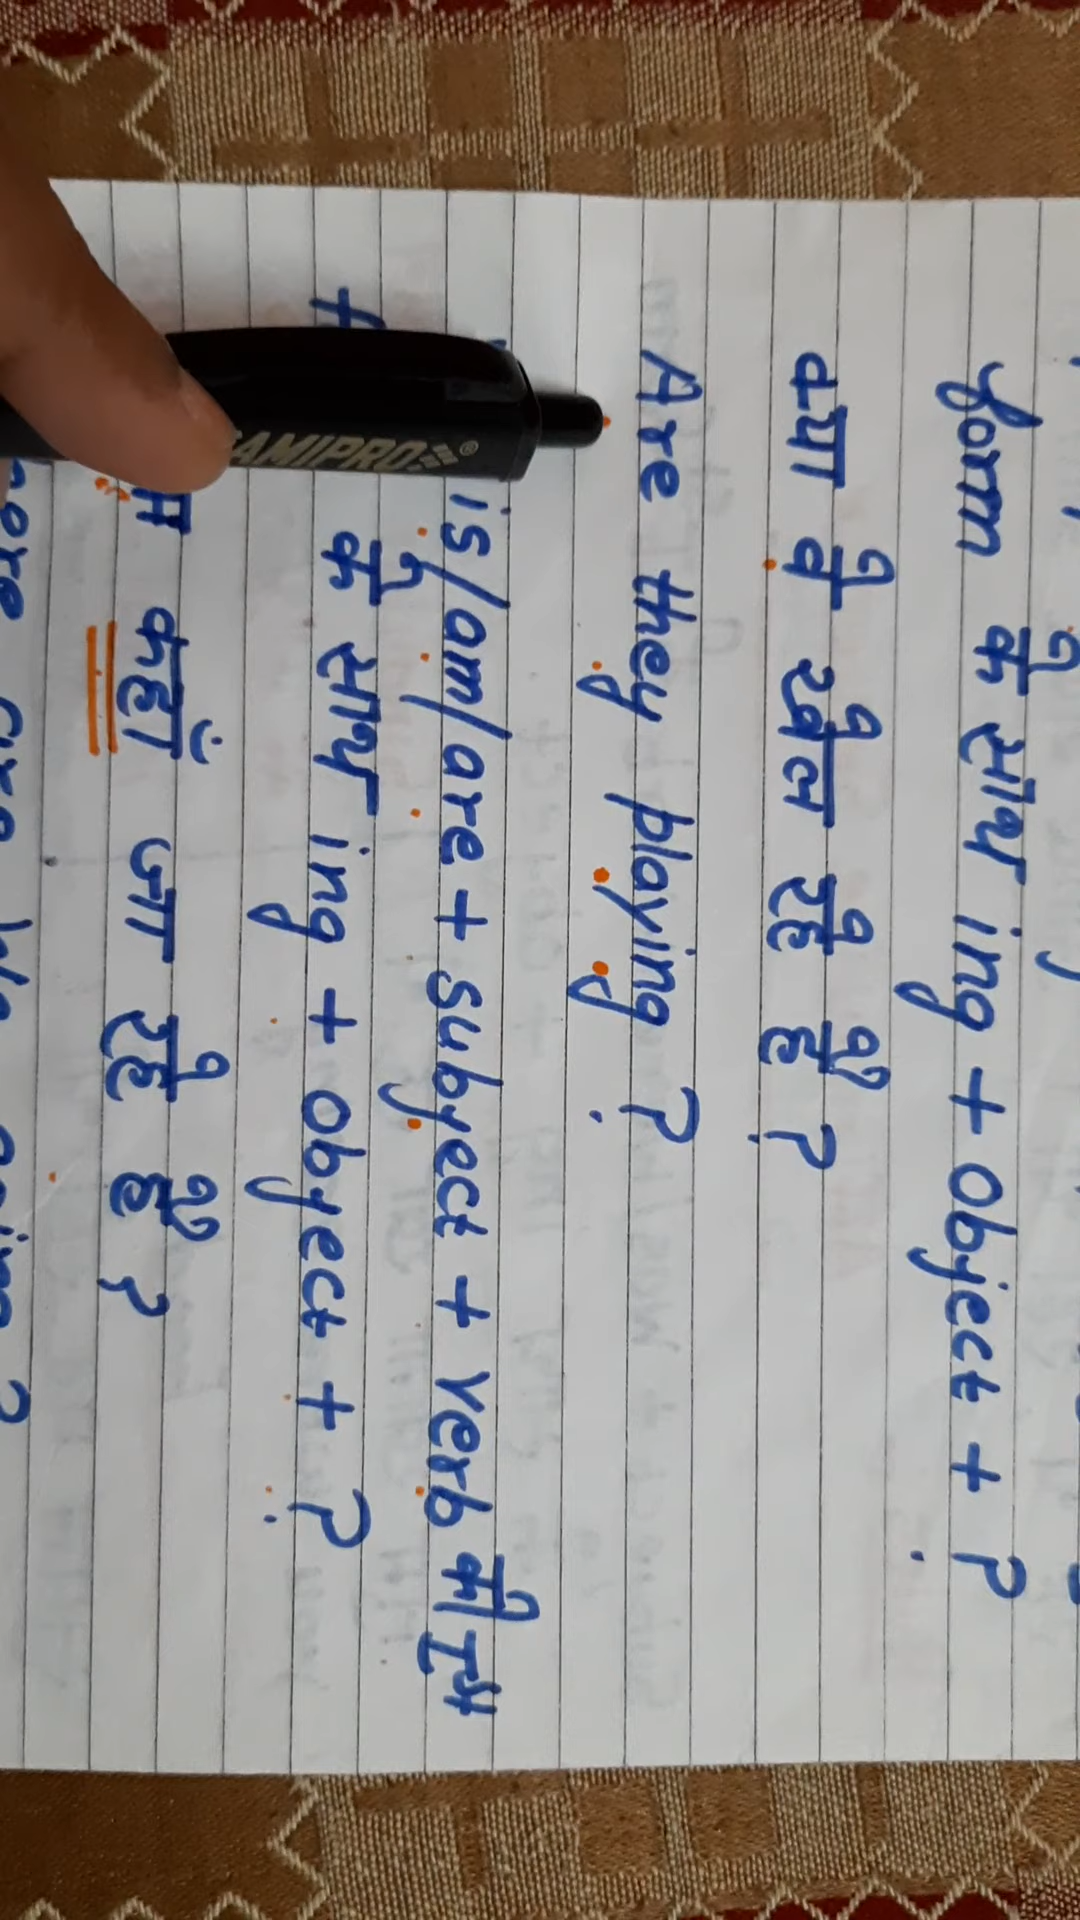 form के साथ ing + object + ?
क्या वे खेल रहे हैं ?
Are they playing ?
is/am/are + subject + verb की Ist
के साथ ing + object + ?
कहाँ जा रहे हैं ?
AMIPRO